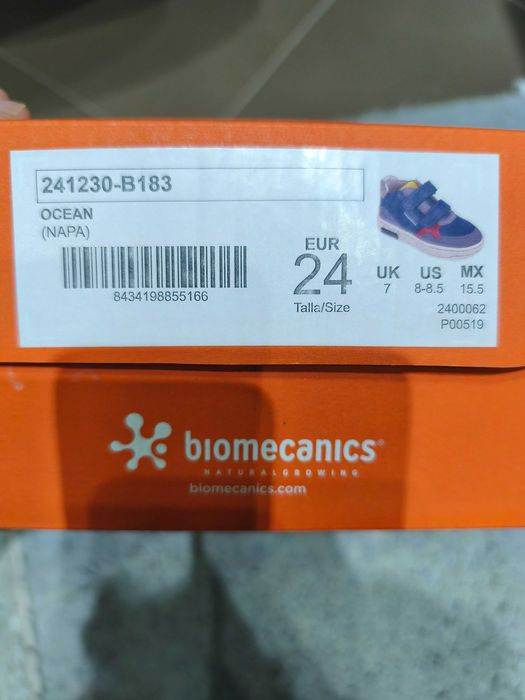 241230-B183
OCEAN
(NAPA)
8434198855166
EUR
24
Talla/Size
UK US MX
7 8-8.5 15.5
2400062
P00519
biomecanics®
NATURALGROWING
biomecanics.com